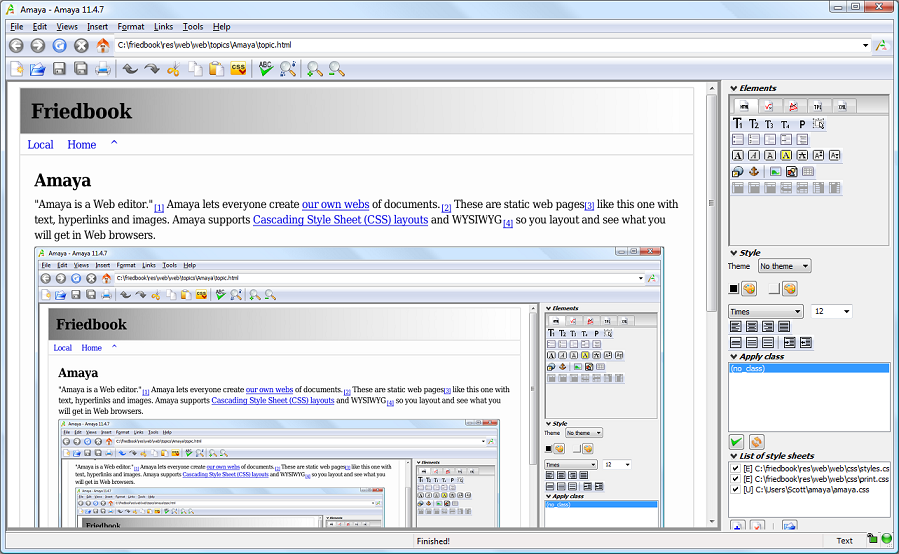 Amaya - Amaya 11.4.7
File Edit Views Insert Format Links Tools Help
C:\friedbook\res\web\web\topics\Amaya\topic.html
CSS ABC
Friedbook
Local Home ^
Amaya
"Amaya is a Web editor."[1] Amaya lets everyone create our own webs of documents.[2] These are static web pages[3] like this one with
text, hyperlinks and images. Amaya supports Cascading Style Sheet (CSS) layouts and WYSIWYG[4] so you layout and see what you
will get in Web browsers.
Amaya - Amaya 11.4.7
File Edit Views Insert Format Links Tools Help
C:\friedbook\res\web\web\topics\Amaya\topic.html
Friedbook
Local Home ^
Amaya
"Amaya is a Web editor."[1] Amaya lets everyone create our own webs of documents.[2] These are static web pages[3] like this one with
text, hyperlinks and images. Amaya supports Cascading Style Sheet (CSS) layouts and WYSIWYG[4] so you layout and see what you
will get in Web browsers.
Amaya - Amaya 11.4.7
File Edit Views Insert Format Links Tools Help
"Amaya is a Web editor."[1] Amaya lets everyone create our own webs of documents.[2] These are static web pages[3] like this one with
text, hyperlinks and images. Amaya supports Cascading Style Sheet (CSS) layouts and WYSIWYG[4] so you layout and see what you
will get in Web browsers.
Friedbook
Elements
Style
Theme No theme
Times 12
Apply class
(no_class)
Elements
T1 T2 T3 T4 P
Style
Theme No theme
Times 12
Apply class
(no_class)
List of style sheets
[E] C:\friedbook\res\web\web\css\styles.cs
[E] C:\friedbook\res\web\web\css\print.css
[U] C:\Users\Scott\amaya\amaya.css
Finished!
Text